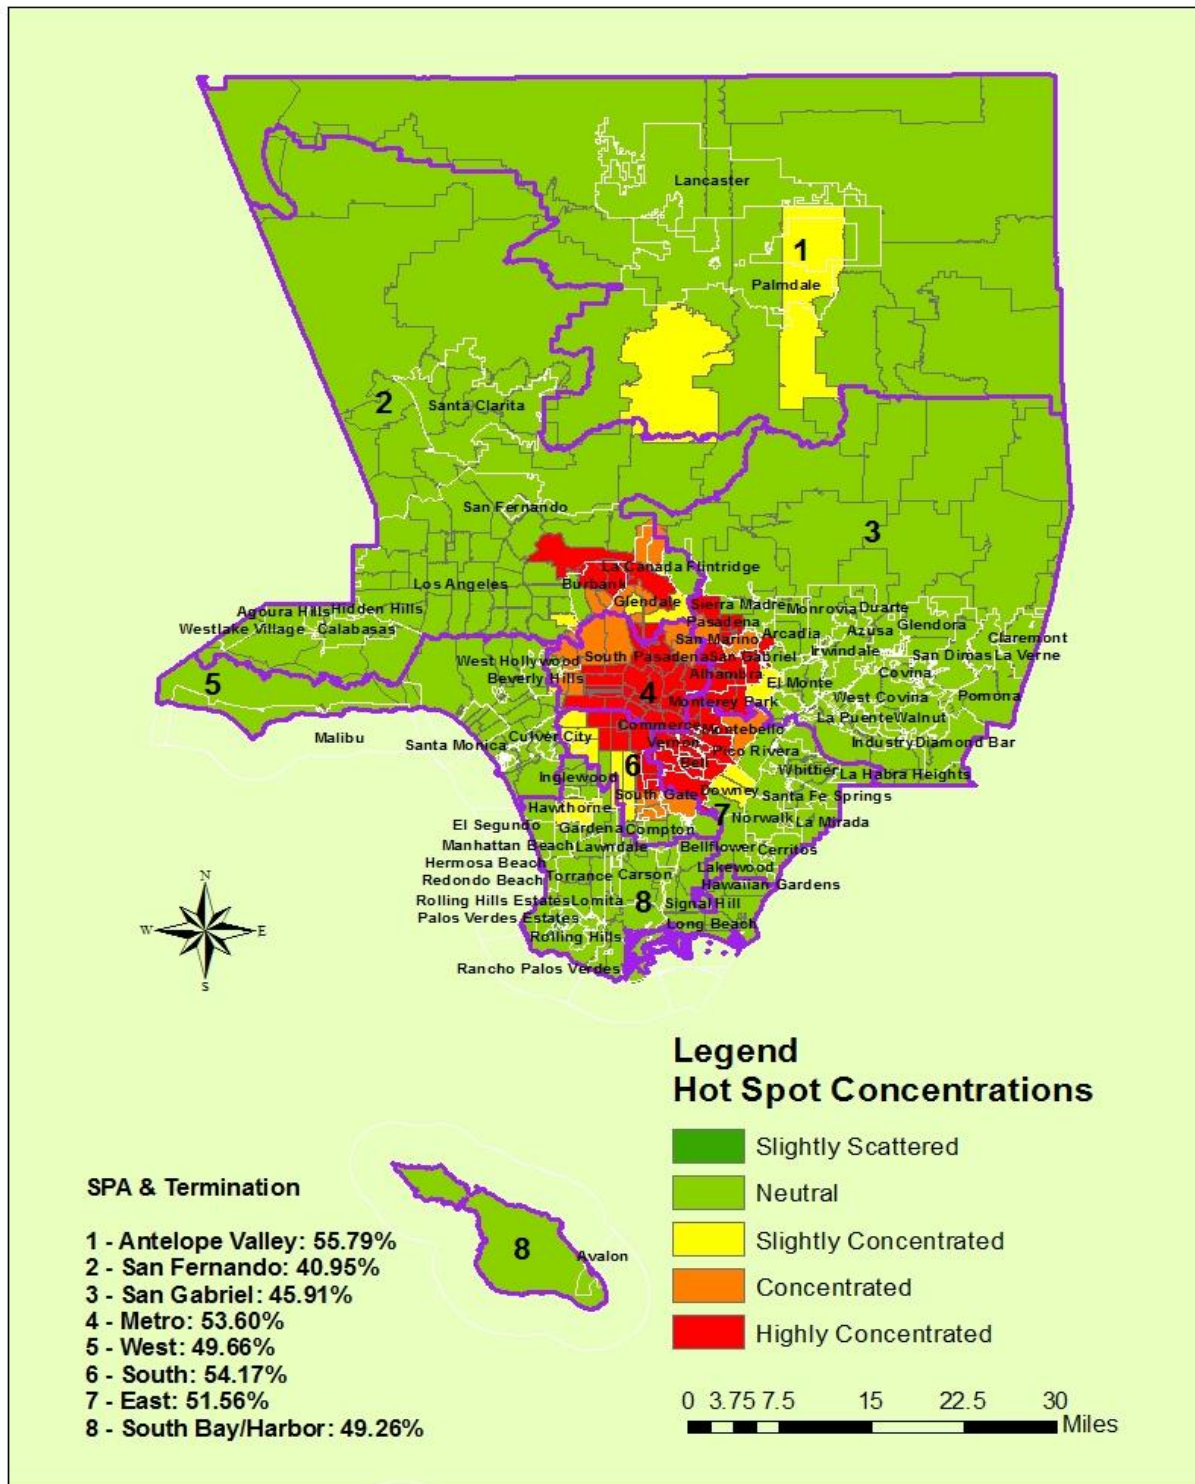 Lancaster
1
Palmdale
2
Santa Clarita
San Fernando
3
La Canada Flintridge
Burbank
Los Angeles
Glendale
Sierra Madre
Monrovia
Duarte
Agoura Hills
Hidden Hills
Pasadena
Glendora
Westlake Village
Calabasas
San Marino
Arcadia
Azusa
Claremont
Irwindale
West Hollywood
South Pasadena
San Gabriel
San Dimas
La Verne
Beverly Hills
Alhambra
El Monte
Covina
5
4
Monterey Park
West Covina
Pomona
La Puente
Walnut
Malibu
Santa Monica
Culver City
Commerce
Montebello
Vernon
Industry
Diamond Bar
Pico Rivera
Bell
6
Inglewood
Whittier
La Habra Heights
South Gate
Downey
Santa Fe Springs
Hawthorne
7
Norwalk
La Mirada
El Segundo
Gardena
Compton
Manhattan Beach
Lawndale
Bellflower
Cerritos
Hermosa Beach
Lakewood
Redondo Beach
Torrance
Carson
Hawaiian Gardens
Rolling Hills Estates
Lomita
8
Signal Hill
Palos Verdes Estates
Long Beach
Rolling Hills
Rancho Palos Verdes
N
W
E
S
Legend
Hot Spot Concentrations
Slightly Scattered
Neutral
Slightly Concentrated
Concentrated
Highly Concentrated
0 3.75 7.5 15 22.5 30
Miles
8
Avalon
SPA & Termination
1 - Antelope Valley: 55.79%
2 - San Fernando: 40.95%
3 - San Gabriel: 45.91%
4 - Metro: 53.60%
5 - West: 49.66%
6 - South: 54.17%
7 - East: 51.56%
8 - South Bay/Harbor: 49.26%